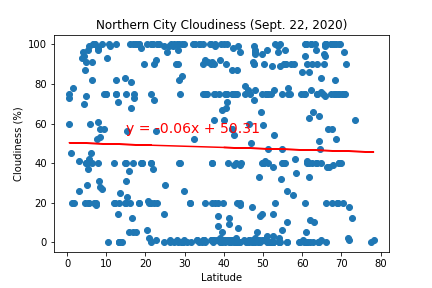 Northern City Cloudiness (Sept. 22, 2020)
100
80
60
40
20
0
Cloudiness (%)
y = -0.06x + 50.31
0 10 20 30 40 50 60 70 80
Latitude